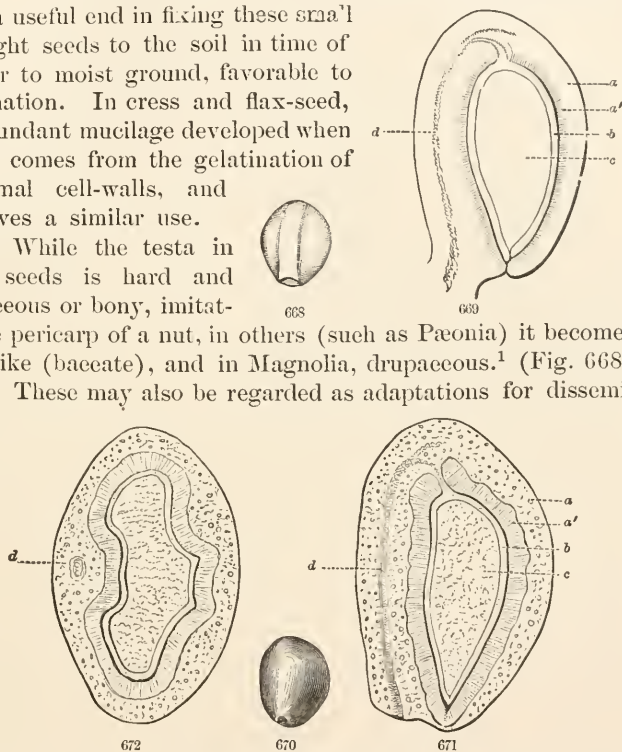 a useful end in fixing these small
ght seeds to the soil in time of
r to moist ground, favorable to
nation. In cress and flax-seed,
undant mucilage developed when
comes from the gelatination of
mal cell-walls, and
ves a similar use.
While the testa in
seeds is hard and
eous or bony, imitat-
e pericarp of a nut, in others (such as Pæonia) it become
ike (baccate), and in Magnolia, drupaceous.¹ (Fig. 668
These may also be regarded as adaptations for dissemi
a
a'
b
c
d
668
669
a
a'
b
c
d
d
672
670
671